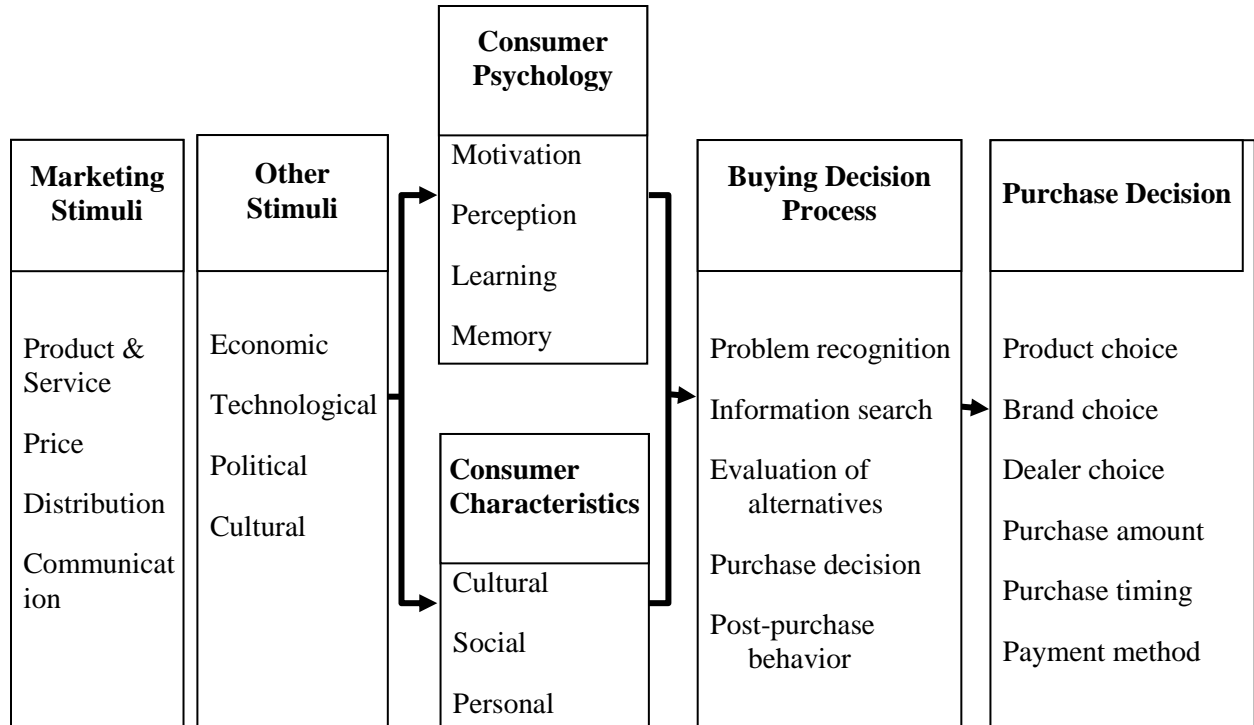 Marketing
Stimuli
Product &
Service
Price
Distribution
Communicat
ion
Other
Stimuli
Economic
Technological
Political
Cultural
Consumer
Psychology
Motivation
Perception
Learning
Memory
Consumer
Characteristics
Cultural
Social
Personal
Buying Decision
Process
Problem recognition
Information search
Evaluation of
alternatives
Purchase decision
Post-purchase
behavior
Purchase Decision
Product choice
Brand choice
Dealer choice
Purchase amount
Purchase timing
Payment method